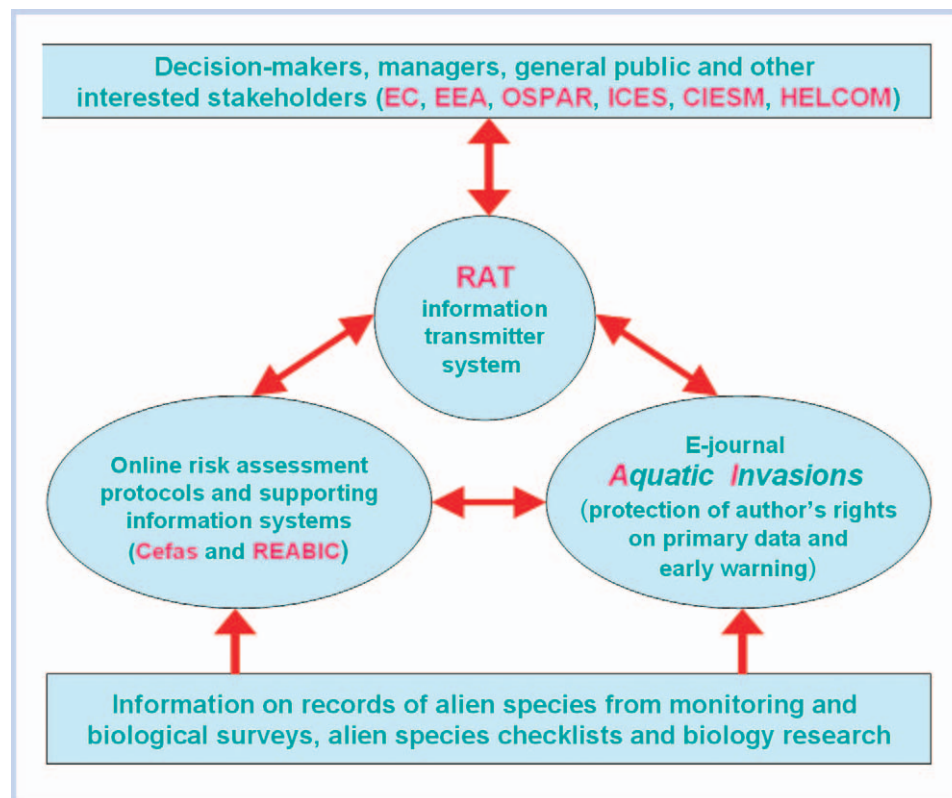 Decision-makers, managers, general public and other
interested stakeholders (EC, EEA, OSPAR, ICES, CIESM, HELCOM)
RAT
information
transmitter
system
Online risk assessment
protocols and supporting
information systems
(Cefas and REABIC)
E-journal
Aquatic Invasions
(protection of author's rights
on primary data and
early warning)
Information on records of alien species from monitoring and
biological surveys, alien species checklists and biology research